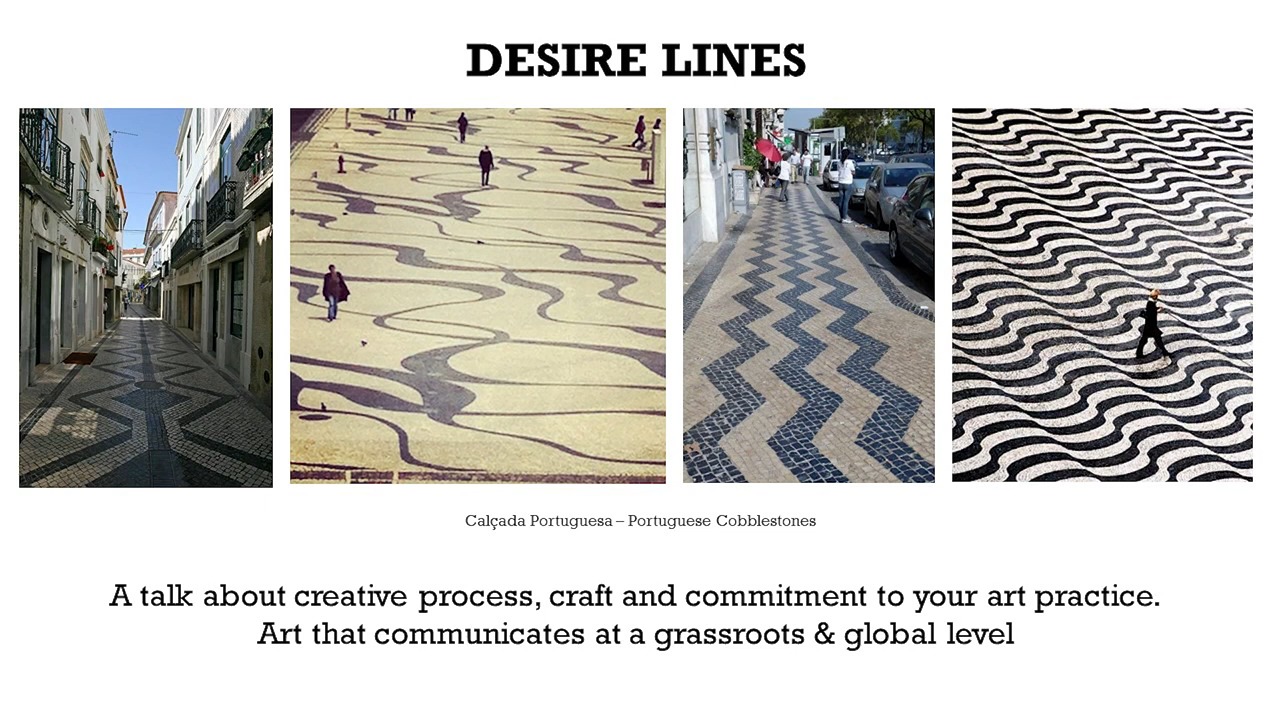 DESIRE LINES
Calçada Portuguesa – Portuguese Cobblestones
A talk about creative process, craft and commitment to your art practice.
Art that communicates at a grassroots & global level